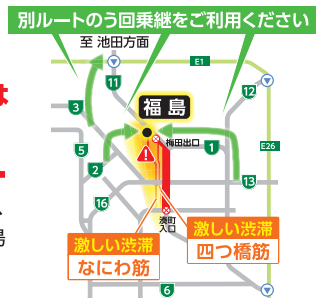 別ルートのう回乗継をご利用ください
至 池田方面
E1
11
12
3
は
福島
梅田出口
1
E26
5
2
13
16
湊町
入口
激しい渋滞
四つ橋筋
激しい渋滞
なにわ筋
6